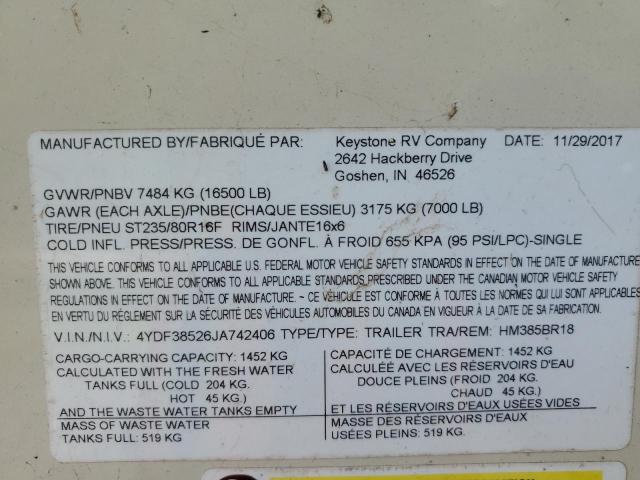 MANUFACTURED BY/FABRIQUÉ PAR: Keystone RV Company DATE: 11/29/2017
2642 Hackberry Drive
Goshen, IN 46526
GVWR/PNBV 7484 KG (16500 LB)
GAWR (EACH AXLE)/PNBE(CHAQUE ESSIEU) 3175 KG (7000 LB)
TIRE/PNEU ST235/80R16F RIMS/JANTE16x6
COLD INFL. PRESS/PRESS. DE GONFL. À FROID 655 KPA (95 PSI/LPC)-SINGLE
THIS VEHICLE CONFORMS TO ALL APPLICABLE U.S. FEDERAL MOTOR VEHICLE SAFETY STANDARDS IN EFFECT ON THE DATE OF MANUFACTURE
SHOWN ABOVE. THIS VEHICLE CONFORMS TO ALL APPLICABLE STANDARDS PRESCRIBED UNDER THE CANADIAN MOTOR VEHICLE SAFETY
REGULATIONS IN EFFECT ON THE DATE OF MANUFACTURE - CE VÉHICULE EST CONFORME À TOUTES LES NORMES QUI LUI SONT APPLICABLES
EN VERTU DU RÈGLEMENT SUR LA SÉCURITÉ DES VÉHICULES AUTOMOBILES DU CANADA EN VIGUEUR À LA DATE DE SA FABRICATION.
V.I.N./N.I.V.: 4YDF38526JA742406 TYPE/TYPE: TRAILER TRA/REM: HM385BR18
CARGO-CARRYING CAPACITY: 1452 KG
CALCULATED WITH THE FRESH WATER
TANKS FULL (COLD 204 KG.
HOT 45 KG.)
AND THE WASTE WATER TANKS EMPTY
MASS OF WASTE WATER
TANKS FULL: 519 KG
CAPACITÉ DE CHARGEMENT: 1452 KG
CALCULÉE AVEC LES RÉSERVOIRS D'EAU
DOUCE PLEINS (FROID 204 KG.
CHAUD 45 KG.)
ET LES RÉSERVOIRS D'EAUX USÉES VIDES
MASSE DES RÉSERVOIRS D'EAUX
USÉES PLEINS: 519 KG.